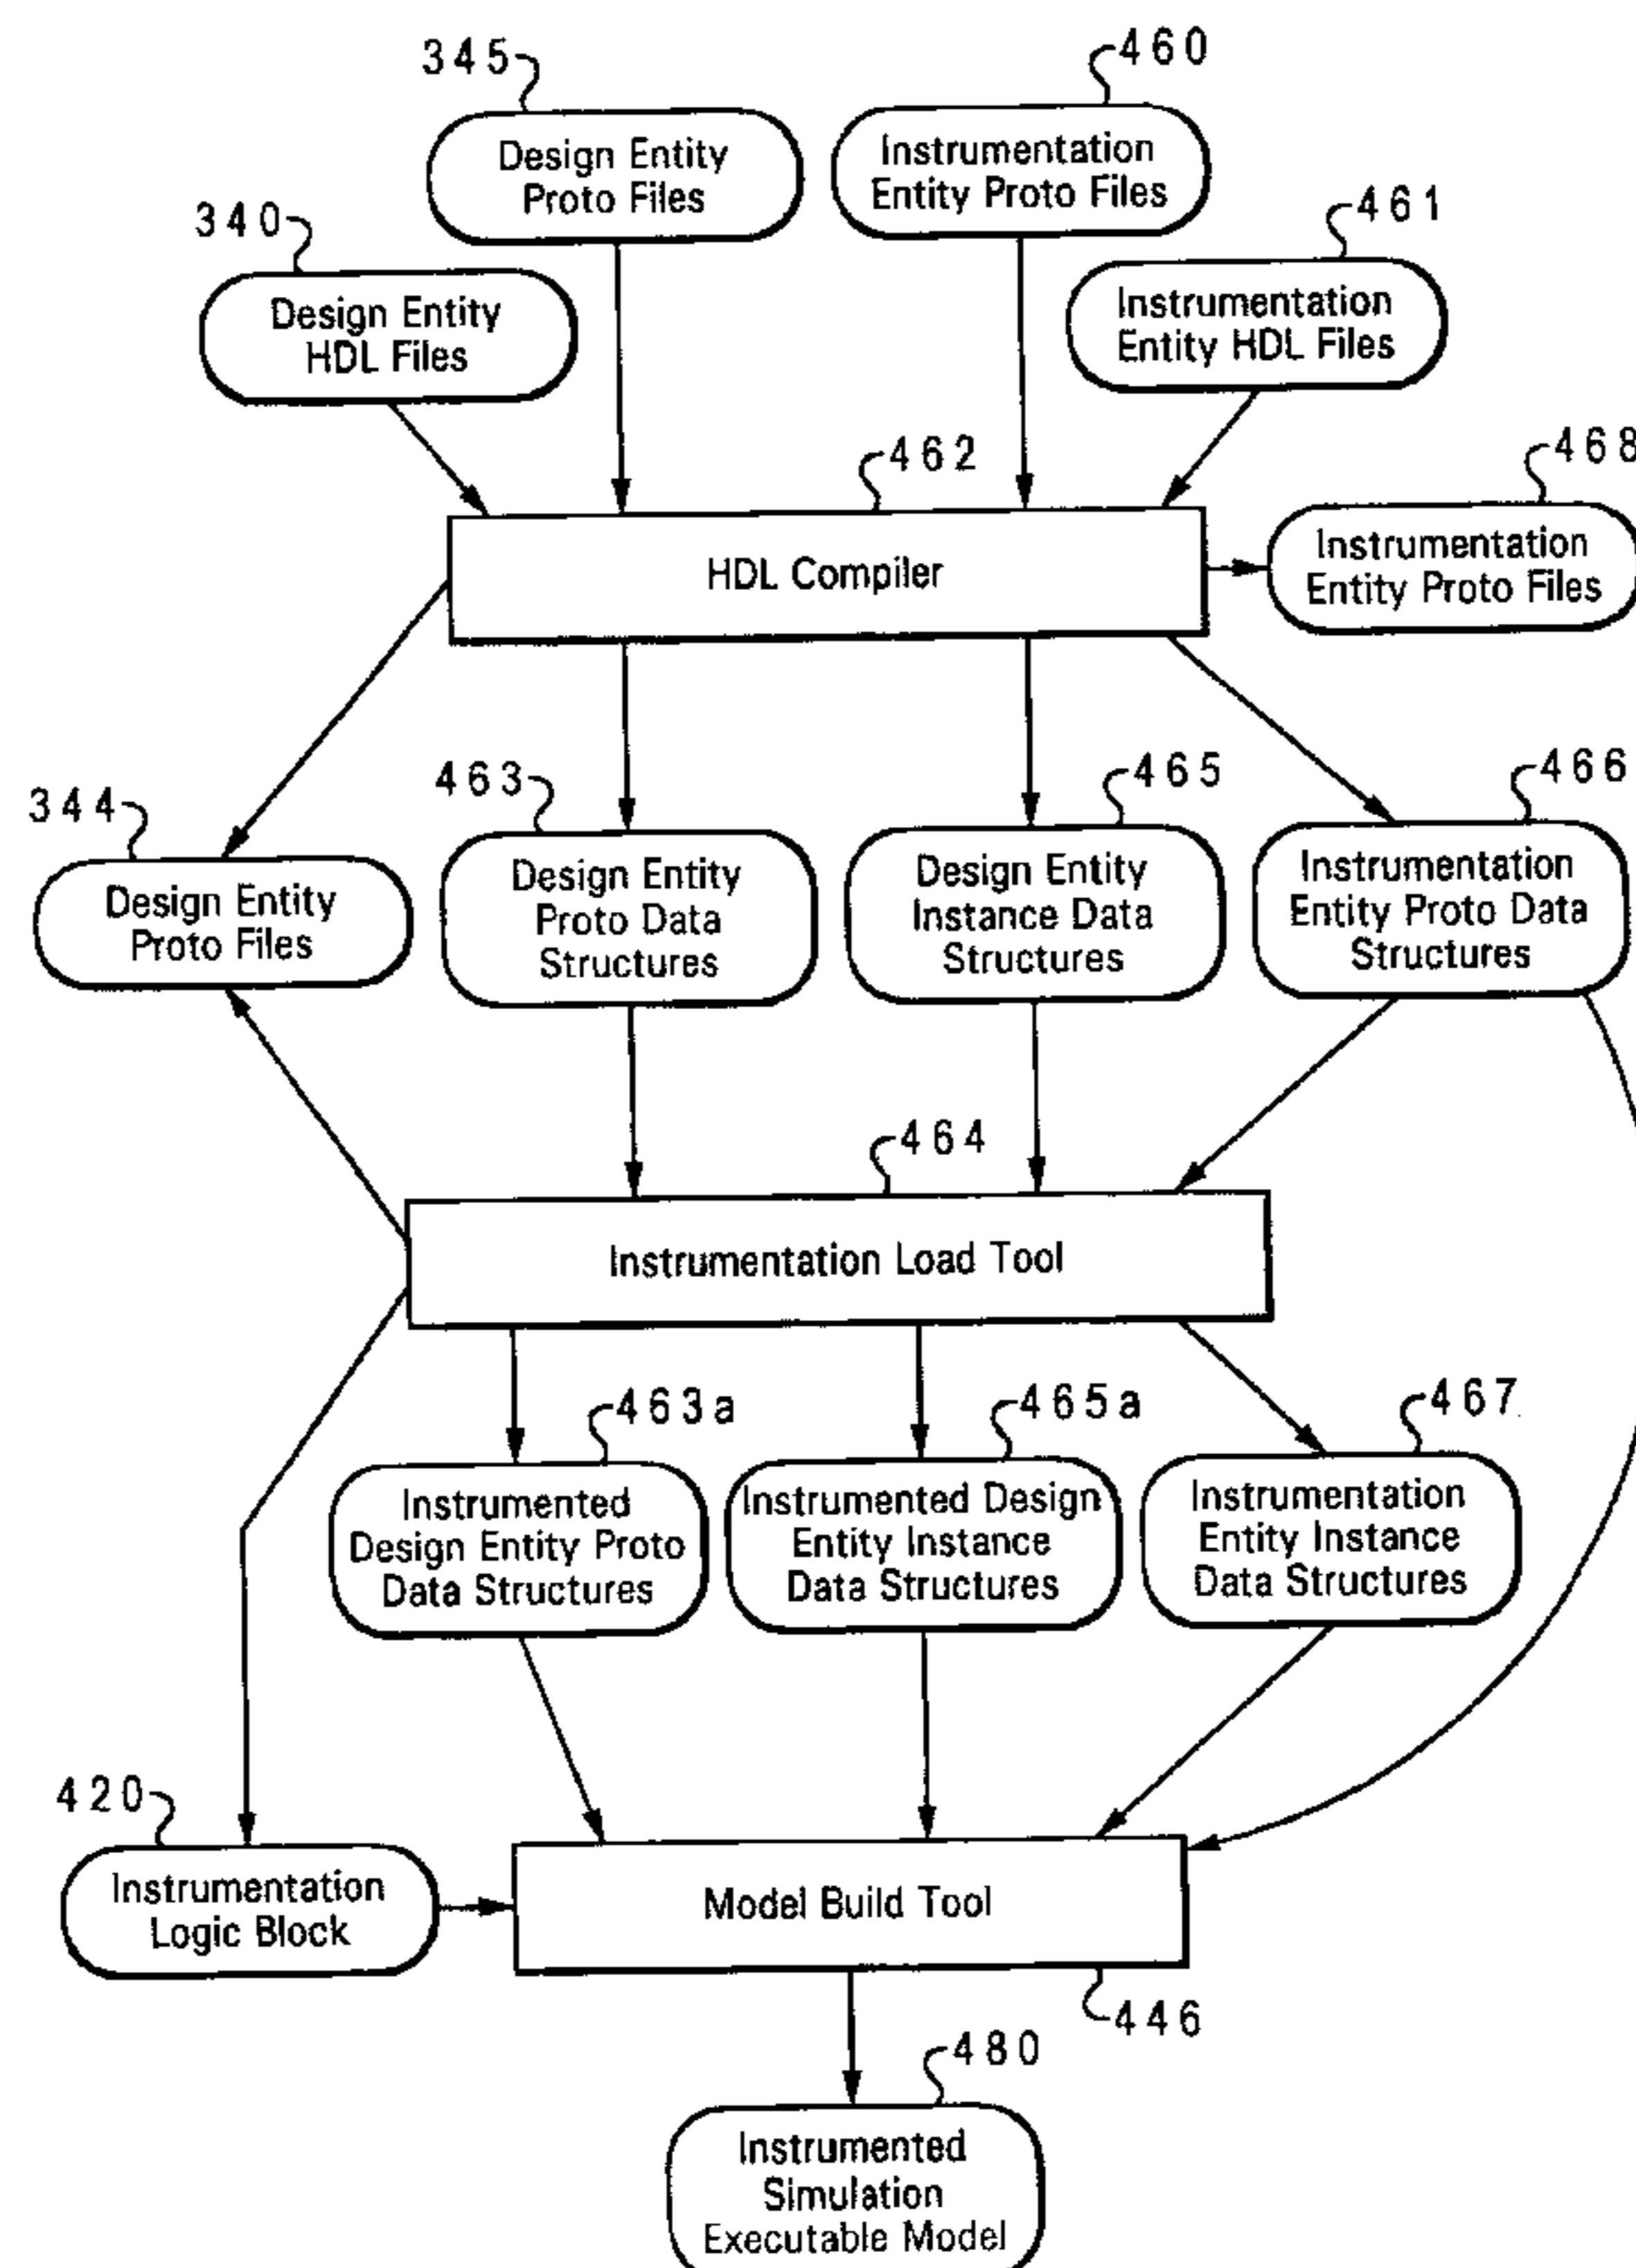 345
460
Design Entity
Proto Files
Instrumentation
Entity Proto Files
340
461
Design Entity
HDL Files
Instrumentation
Entity HDL Files
462
468
HDL Compiler
Instrumentation
Entity Proto Files
463
465
466
344
Design Entity
Proto Files
Design Entity
Proto Data
Structures
Design Entity
Instance Data
Structures
Instrumentation
Entity Proto Data
Structures
464
Instrumentation Load Tool
463a
465a
467
Instrumented
Design Entity Proto
Data Structures
Instrumented Design
Entity Instance
Data Structures
Instrumentation
Entity Instance
Data Structures
420
Instrumentation
Logic Block
Model Build Tool
446
480
Instrumented
Simulation
Executable Model